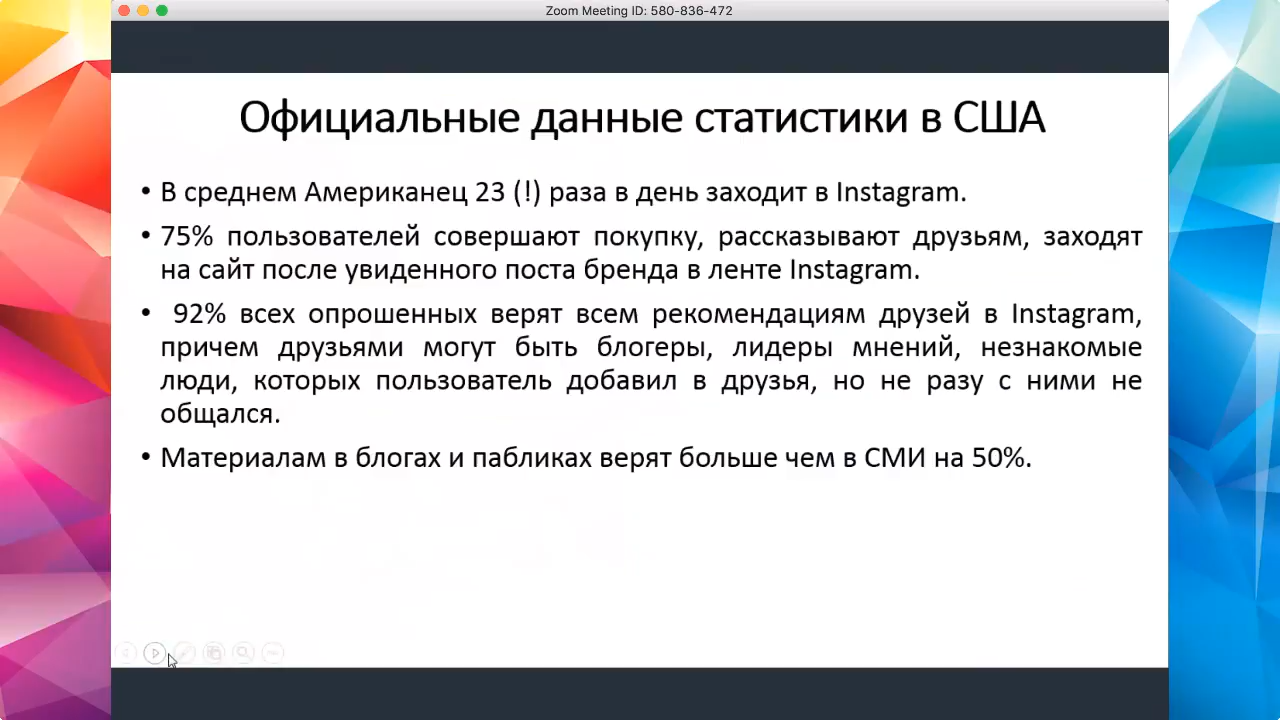 Zoom Meeting ID: 580-836-472
Официальные данные статистики в США
• В среднем Американец 23 (!) раза в день заходит в Instagram.
• 75% пользователей совершают покупку, рассказывают друзьям, заходят
на сайт после увиденного поста бренда в ленте Instagram.
• 92% всех опрошенных верят всем рекомендациям друзей в Instagram,
причем друзьями могут быть блогеры, лидеры мнений, незнакомые
люди, которых пользователь добавил в друзья, но не разу с ними не
общался.
• Материалам в блогах и пабликах верят больше чем в СМИ на 50%.